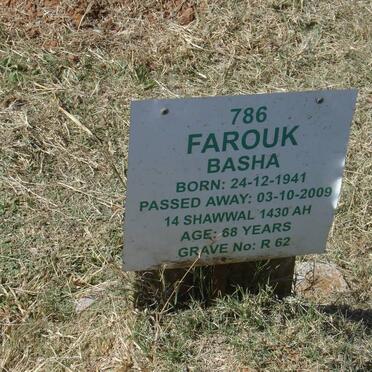 786
FAROUK
BASHA
BORN: 24-12-1941
PASSED AWAY: 03-10-2009
14 SHAWWAL 1430 AH
AGE: 68 YEARS
GRAVE No: R 62